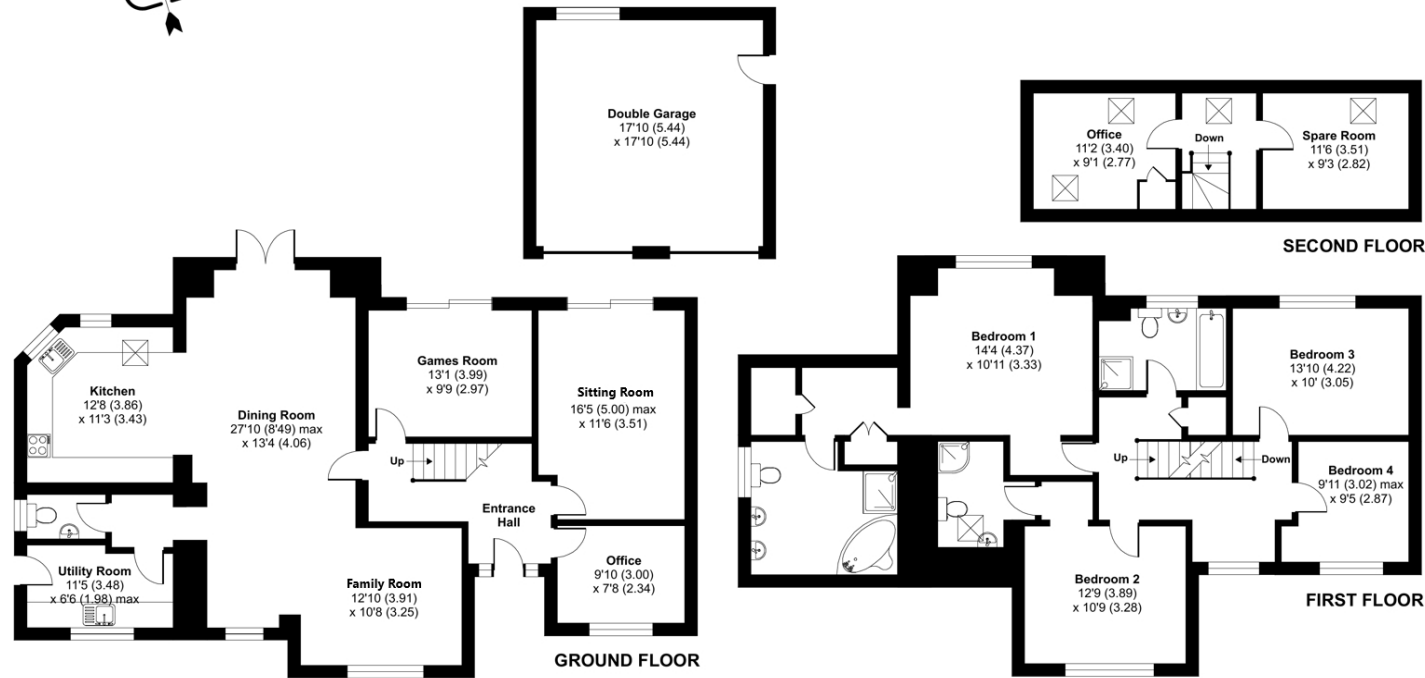 Double Garage
17'10 (5.44)
x 17'10 (5.44)
Office
11'2 (3.40)
x 9'1 (2.77)
Down
Spare Room
11'6 (3.51)
x 9'3 (2.82)
SECOND FLOOR
Kitchen
12'8 (3.86)
x 11'3 (3.43)
Dining Room
27'10 (8'49) max
x 13'4 (4.06)
Games Room
13'1 (3.99)
x 9'9 (2.97)
Sitting Room
16'5 (5.00) max
x 11'6 (3.51)
Up
Entrance
Hall
Utility Room
11'5 (3.48)
x 6'6 (1.98) max
Family Room
12'10 (3.91)
x 10'8 (3.25)
Office
9'10 (3.00)
x 7'8 (2.34)
GROUND FLOOR
Bedroom 1
14'4 (4.37)
x 10'11 (3.33)
Bedroom 3
13'10 (4.22)
x 10' (3.05)
Up
Down
Bedroom 4
9'11 (3.02) max
x 9'5 (2.87)
Bedroom 2
12'9 (3.89)
x 10'9 (3.28)
FIRST FLOOR